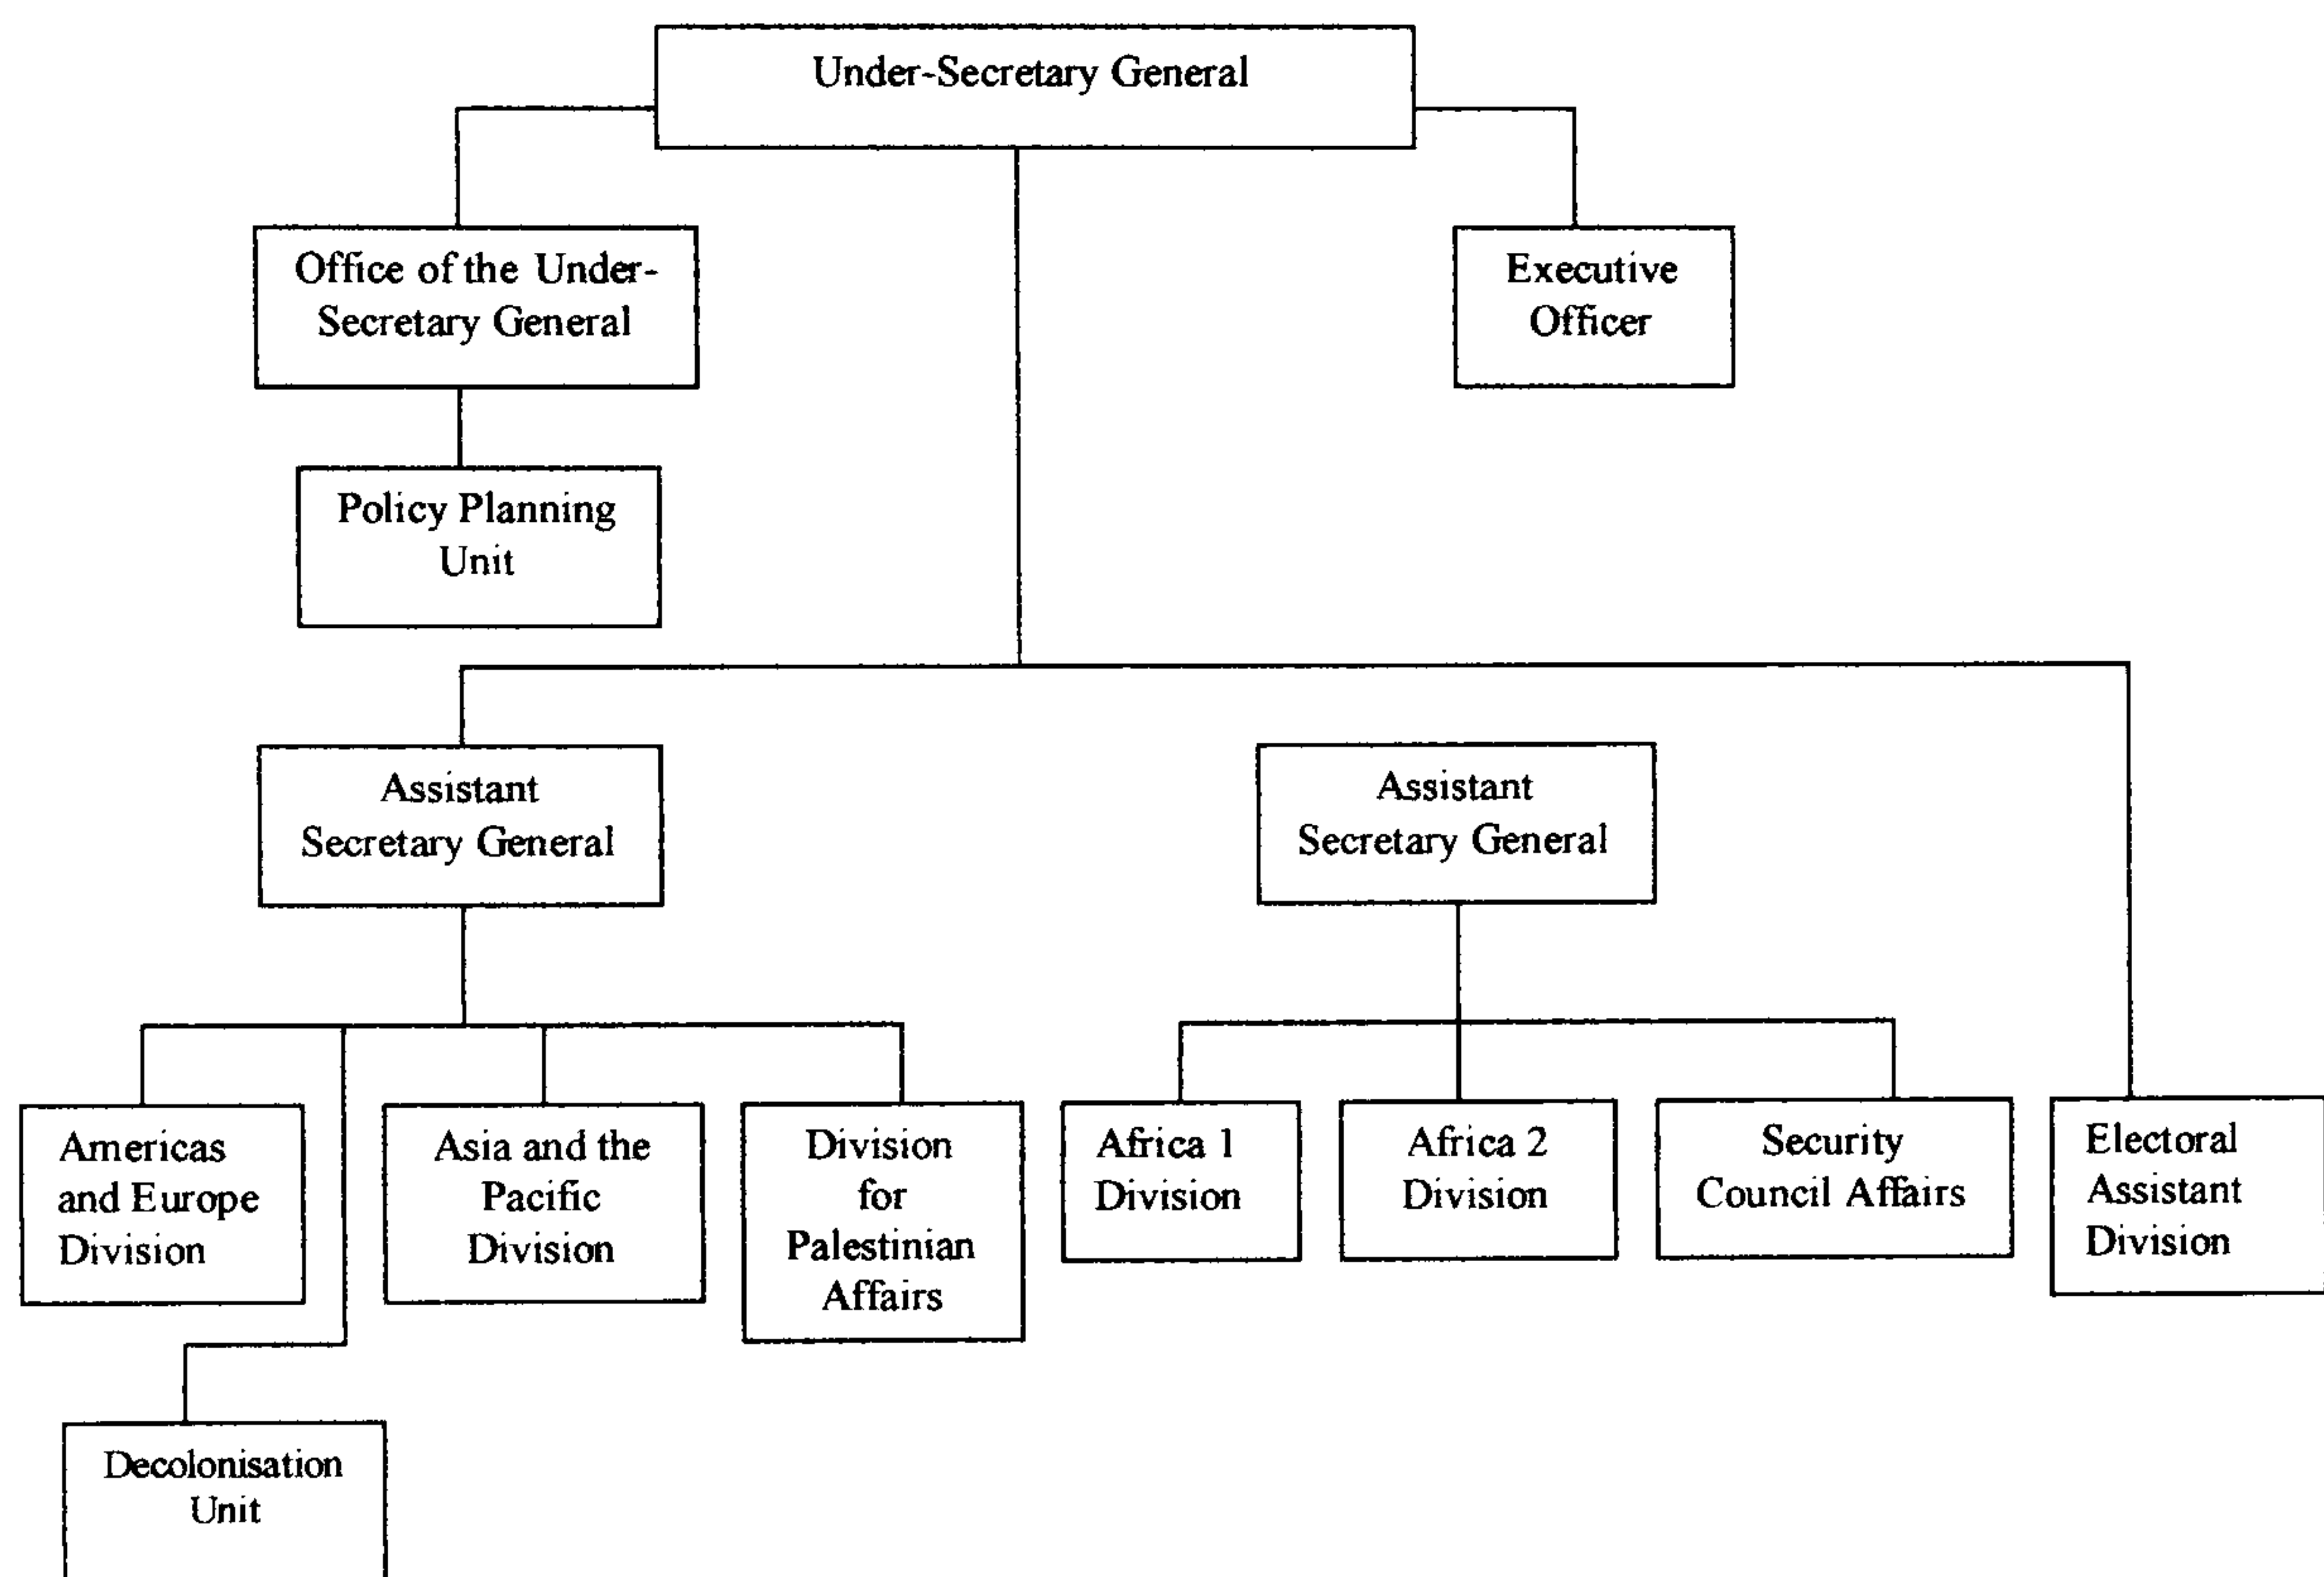 Under-Secretary General
Office of the Under-
Secretary General
Executive
Officer
Policy Planning
Unit
Assistant
Secretary General
Assistant
Secretary General
Americas
and Europe
Division
Asia and the
Pacific
Division
Division
for
Palestinian
Affairs
Africa 1
Division
Africa 2
Division
Security
Council Affairs
Electoral
Assistant
Division
Decolonisation
Unit